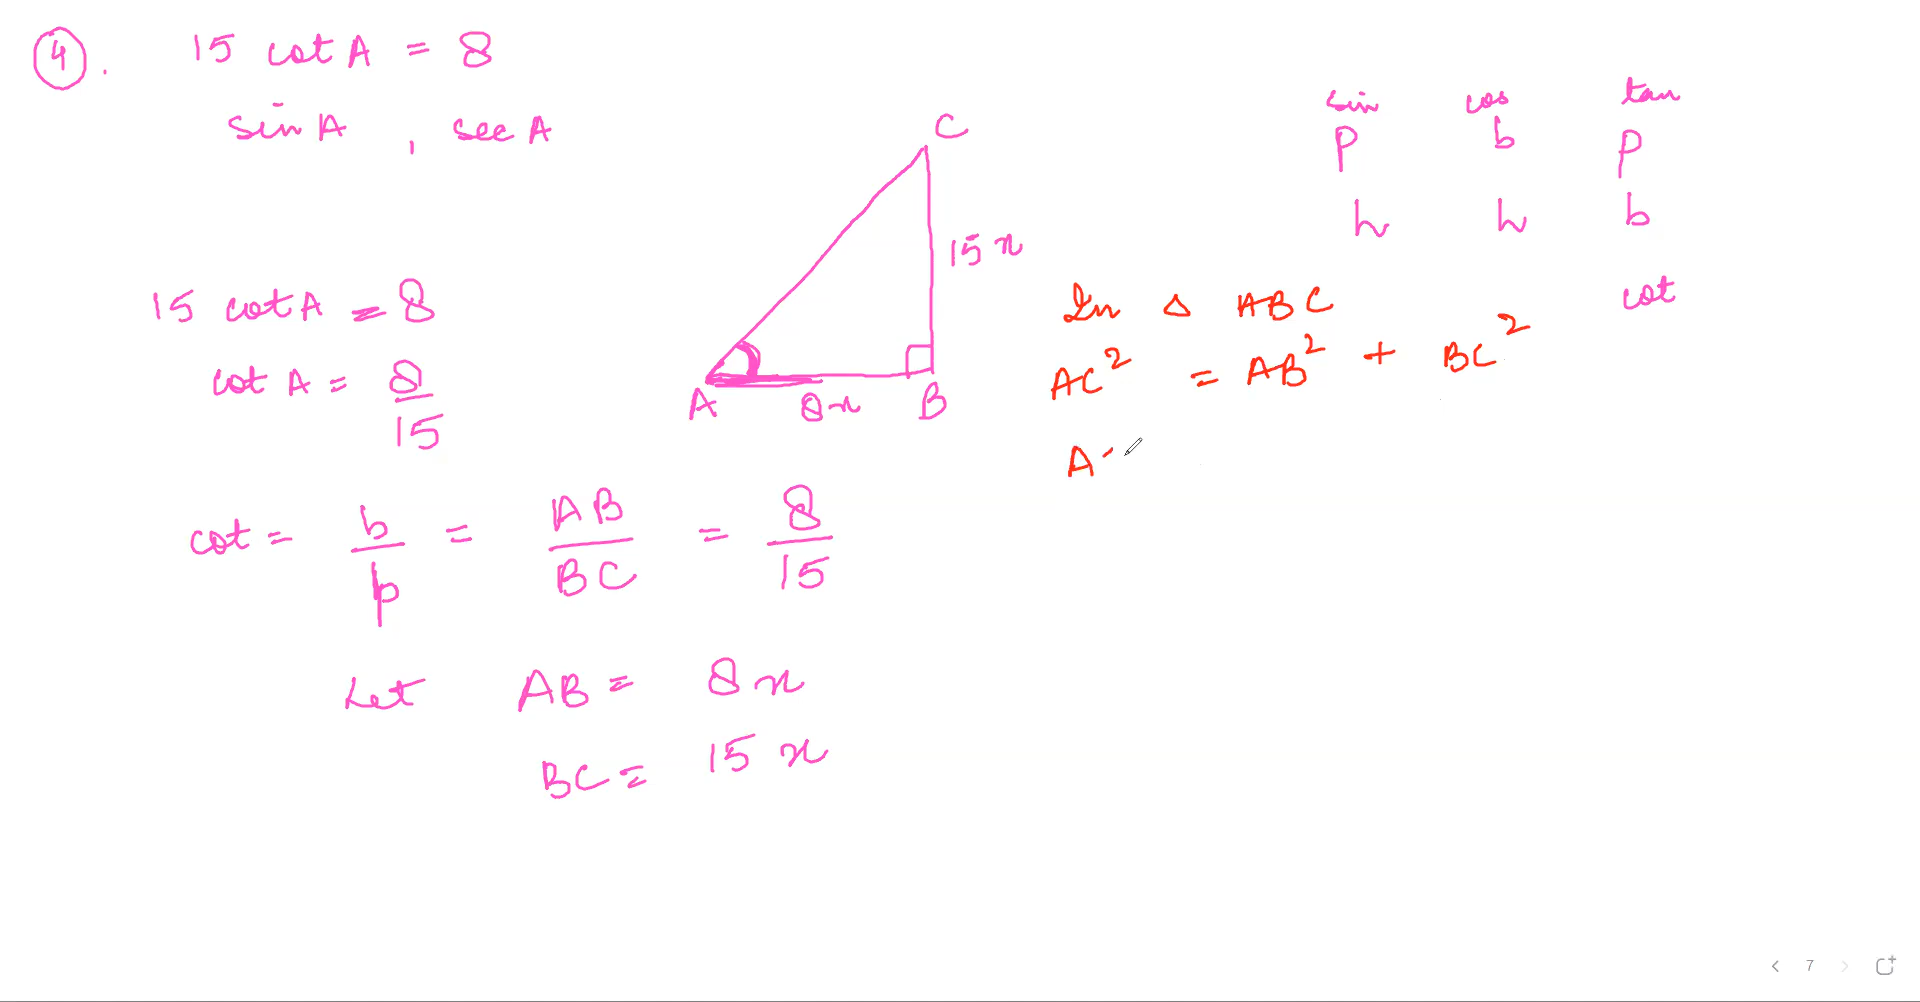 4. 15 cot A = 8
sin A , sec A
15 cot A = 8
cot A = 8/15
cot = b/p = AB/BC = 8/15
Let AB = 8x
BC = 15x
C
15x
A
8x
B
sin cos tan
p b p
h h b
cot
In Δ ABC
AC² = AB² + BC²
A
7